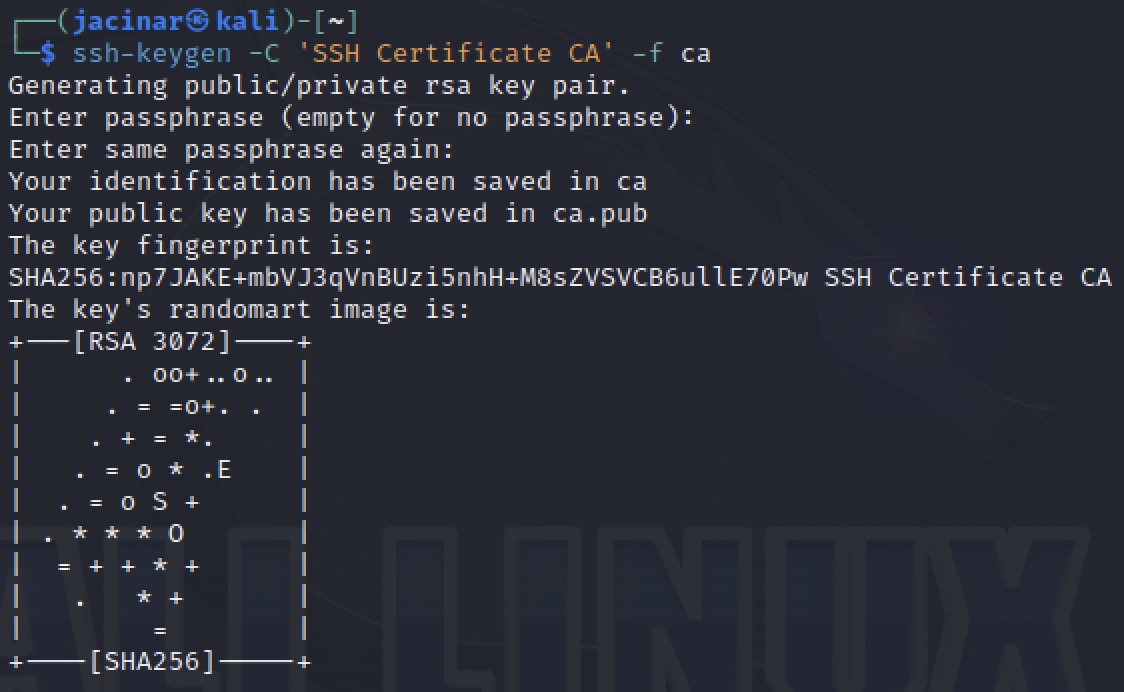 ┌──(jacinar㉿kali)-[~]
└─$ ssh-keygen -C 'SSH Certificate CA' -f ca
Generating public/private rsa key pair.
Enter passphrase (empty for no passphrase):
Enter same passphrase again:
Your identification has been saved in ca
Your public key has been saved in ca.pub
The key fingerprint is:
SHA256:np7JAKE+mbVJ3qVnBUzi5nhH+M8sZVSVCB6ullE70Pw SSH Certificate CA
The key's randomart image is:
+---[RSA 3072]----+
|      . oo+..o.. |
|     . = =o+. .  |
|    . + = *.     |
|   . = o * .E    |
|  . = o S +      |
| . * * * O       |
|  = + + * +      |
|   .   * +       |
|        =        |
+----[SHA256]-----+
ALI LINUX